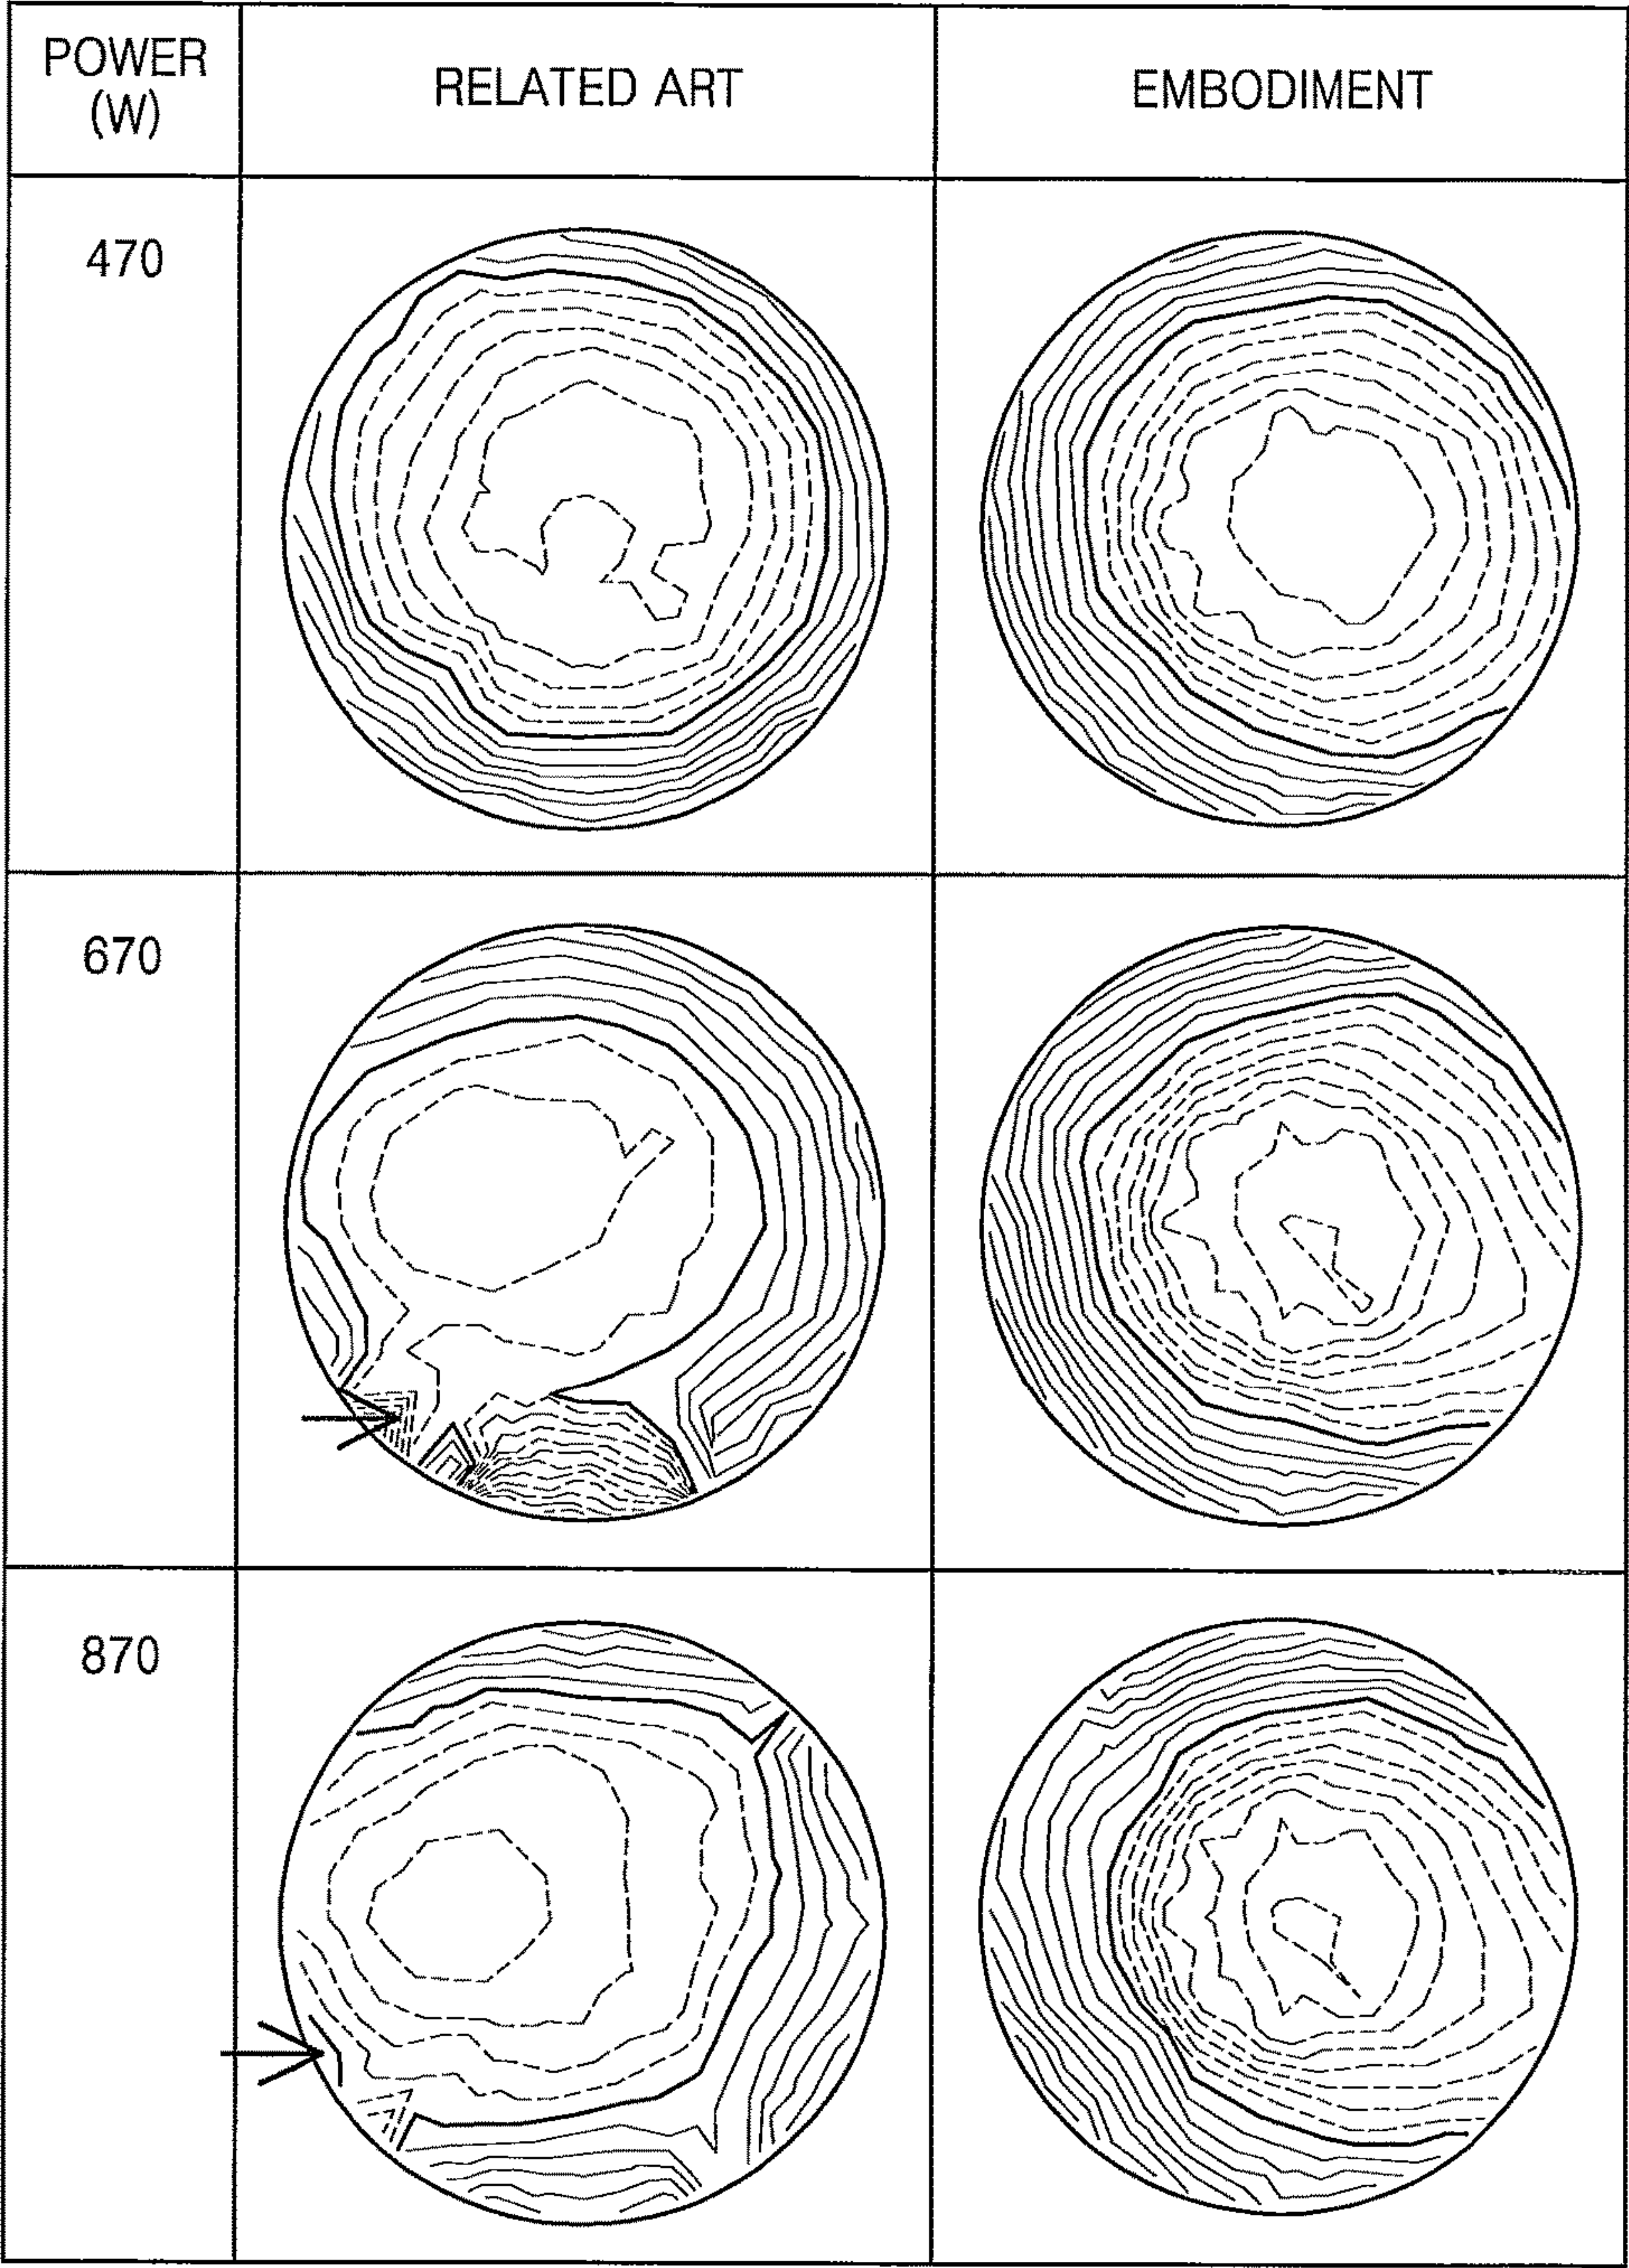 POWER
(W)
RELATED ART
EMBODIMENT
470
670
870